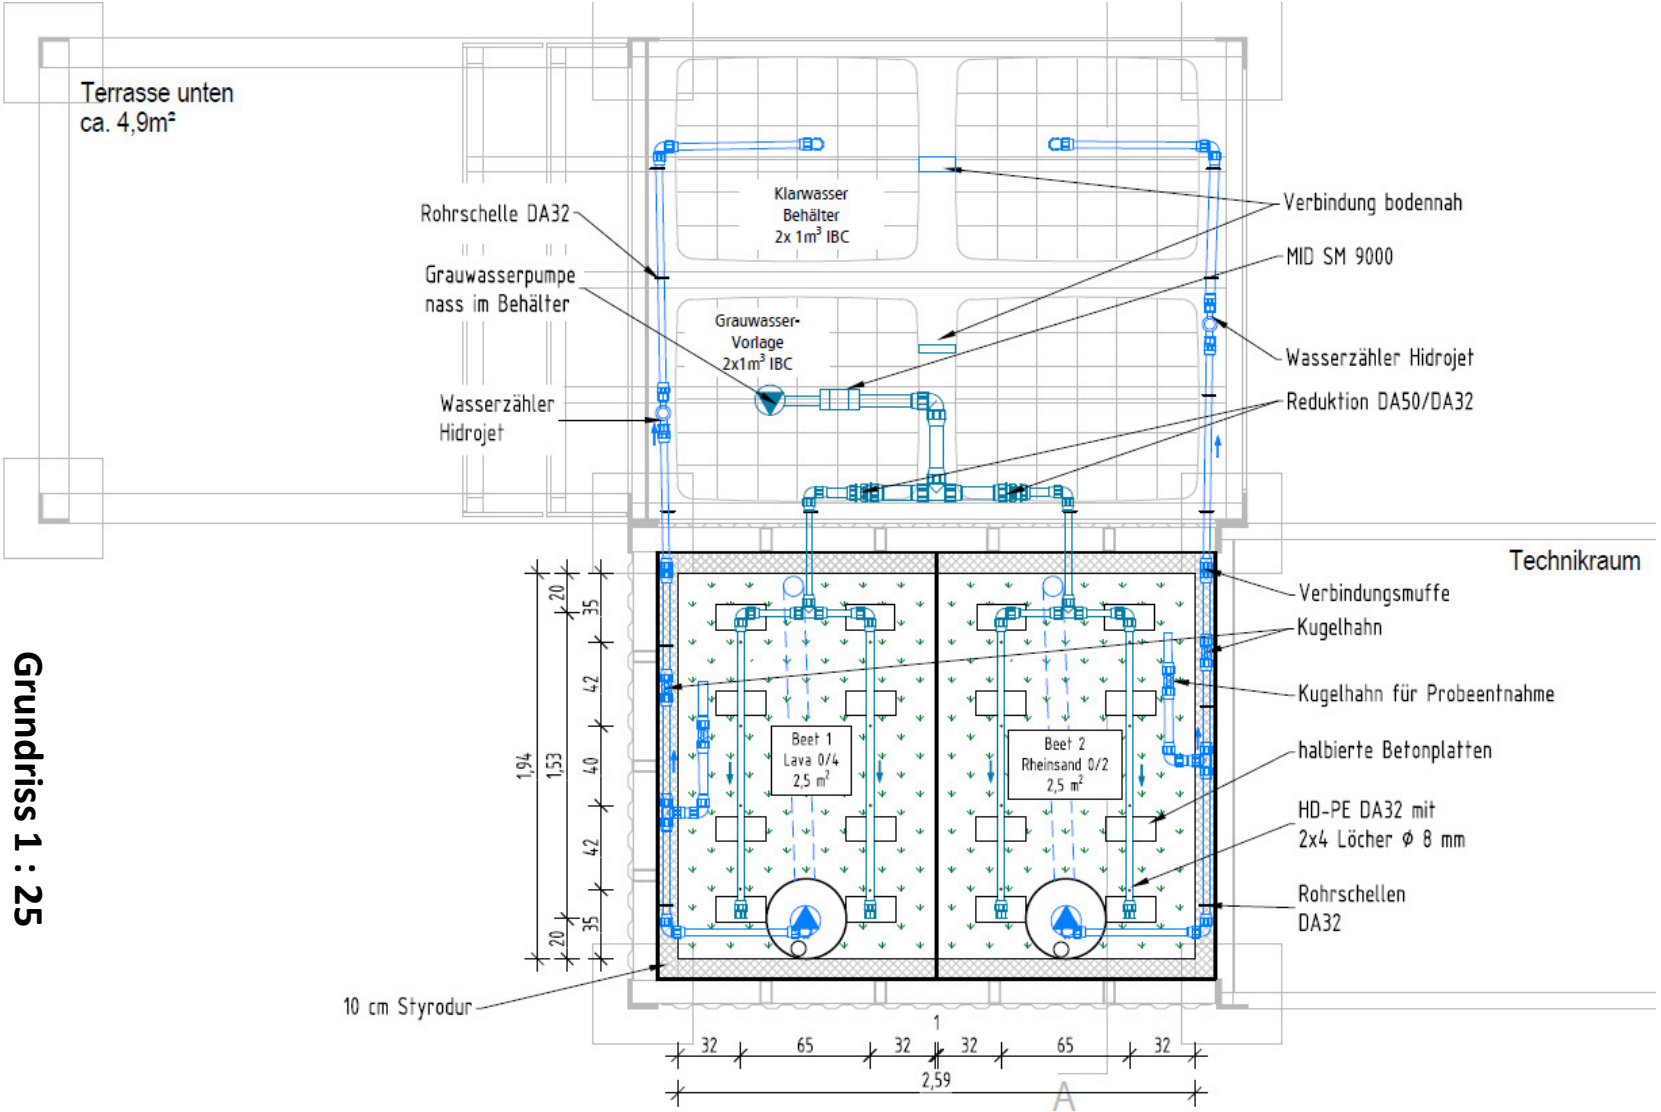 Terrasse unten
ca. 4,9m²
Rohrschelle DA32
Grauwasserpumpe
nass im Behälter
Wasserzähler
Hidrojet
Klarwasser
Behälter
2x 1m³ IBC
Grauwasser-
Vorlage
2x1m³ IBC
Verbindung bodennah
MID SM 9000
Wasserzähler Hidrojet
Reduktion DA50/DA32
Technikraum
Verbindungsmuffe
Kugelhahn
Kugelhahn für Probeentnahme
halbierte Betonplatten
HD-PE DA32 mit
2x4 Löcher Ø 8 mm
Rohrschellen
DA32
Beet 1
Lava 0/4
2,5 m²
Beet 2
Rheinsand 0/2
2,5 m²
1,94
20
1,53
20
35
42
40
42
35
10 cm Styrodur
1
32
65
32
32
65
32
2,59
A
Grundriss 1 : 25